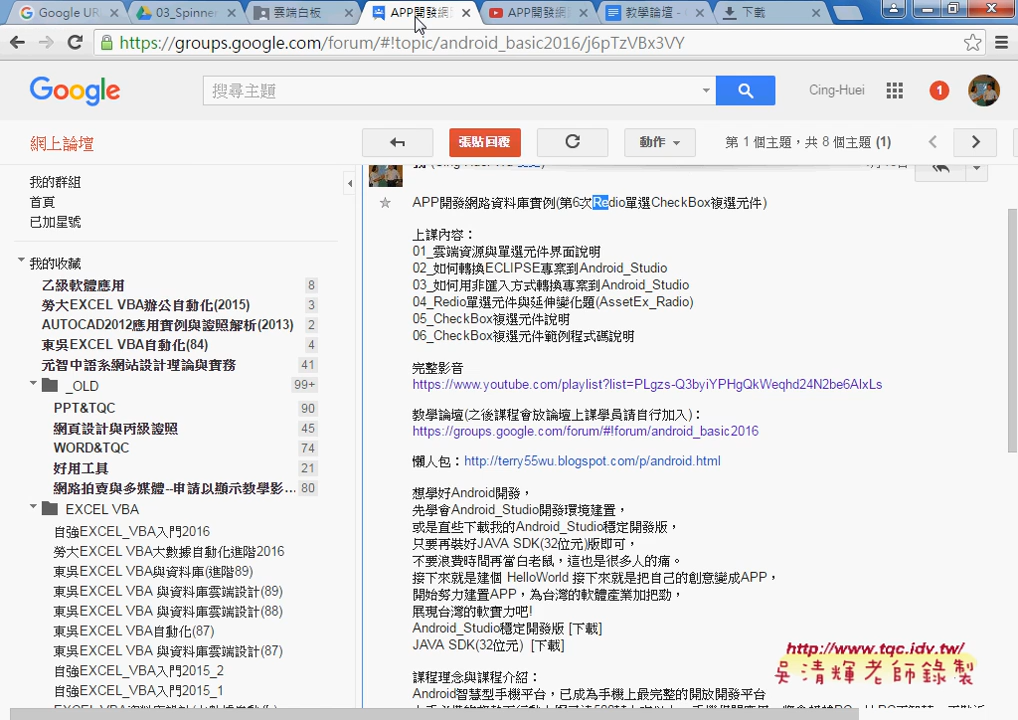 Google UR
03_Spinner
雲端白板
APP開發網
APP開發網
教學論壇 -
下載
https://groups.google.com/forum/#!topic/android_basic2016/j6pTzVBx3VY
Google
搜尋主題
Cing-Huei
1
網上論壇
張貼回覆
動作
第 1 個主題，共 8 個主題 (1)
我的群組
首頁
已加星號
我的收藏
乙級軟體應用 8
勞大EXCEL VBA辦公自動化(2015) 3
AUTOCAD2012應用實例與證照解析(2013) 2
東吳EXCEL VBA自動化(84) 4
元智中語系網站設計理論與實務 41
_OLD 99+
PPT&TQC 90
網頁設計與丙級證照 45
WORD&TQC 74
好用工具 21
網路拍賣與多媒體--申請以顯示教學影... 80
EXCEL VBA
自強EXCEL_VBA入門2016
勞大EXCEL VBA大數據自動化進階2016
東吳EXCEL VBA與資料庫(進階89)
東吳EXCEL VBA 與資料庫雲端設計(89)
東吳EXCEL VBA 與資料庫雲端設計(88)
東吳EXCEL VBA自動化(87)
東吳EXCEL VBA 與資料庫雲端設計(87)
自強EXCEL VBA入門2015_2
自強EXCEL VBA入門2015_1
APP開發網路資料庫實例(第6次Redio單選CheckBox複選元件)
上課內容：
01_雲端資源與單選元件界面說明
02_如何轉換ECLIPSE專案到Android_Studio
03_如何用非匯入方式轉換專案到Android_Studio
04_Redio單選元件與延伸變化題(AssetEx_Radio)
05_CheckBox複選元件說明
06_CheckBox複選元件範例程式碼說明
完整影音
https://www.youtube.com/playlist?list=PLgzs-Q3byiYPHgQkWeqhd24N2be6AlxLs
教學論壇(之後課程會放論壇上課學員請自行加入)：
https://groups.google.com/forum/#!forum/android_basic2016
懶人包：http://terry55wu.blogspot.com/p/android.html
想學好Android開發，
先學會Android_Studio開發環境建置，
或是直些下載我的Android_Studio穩定開發版，
只要再裝好JAVA SDK(32位元)版即可，
不要浪費時間再當白老鼠，這也是很多人的痛。
接下來就是建個 HelloWorld 接下來就是把自己的創意變成APP，
開始努力建置APP，為台灣的軟體產業加把勁，
展現台灣的軟實力吧!
Android_Studio穩定開發版 [下載]
JAVA SDK(32位元) [下載]
課程理念與課程介紹：
Android智慧型手機平台，已成為手機上最完整的開放開發平台
http://www.tqc.idv.tw/
吳清輝老師錄製